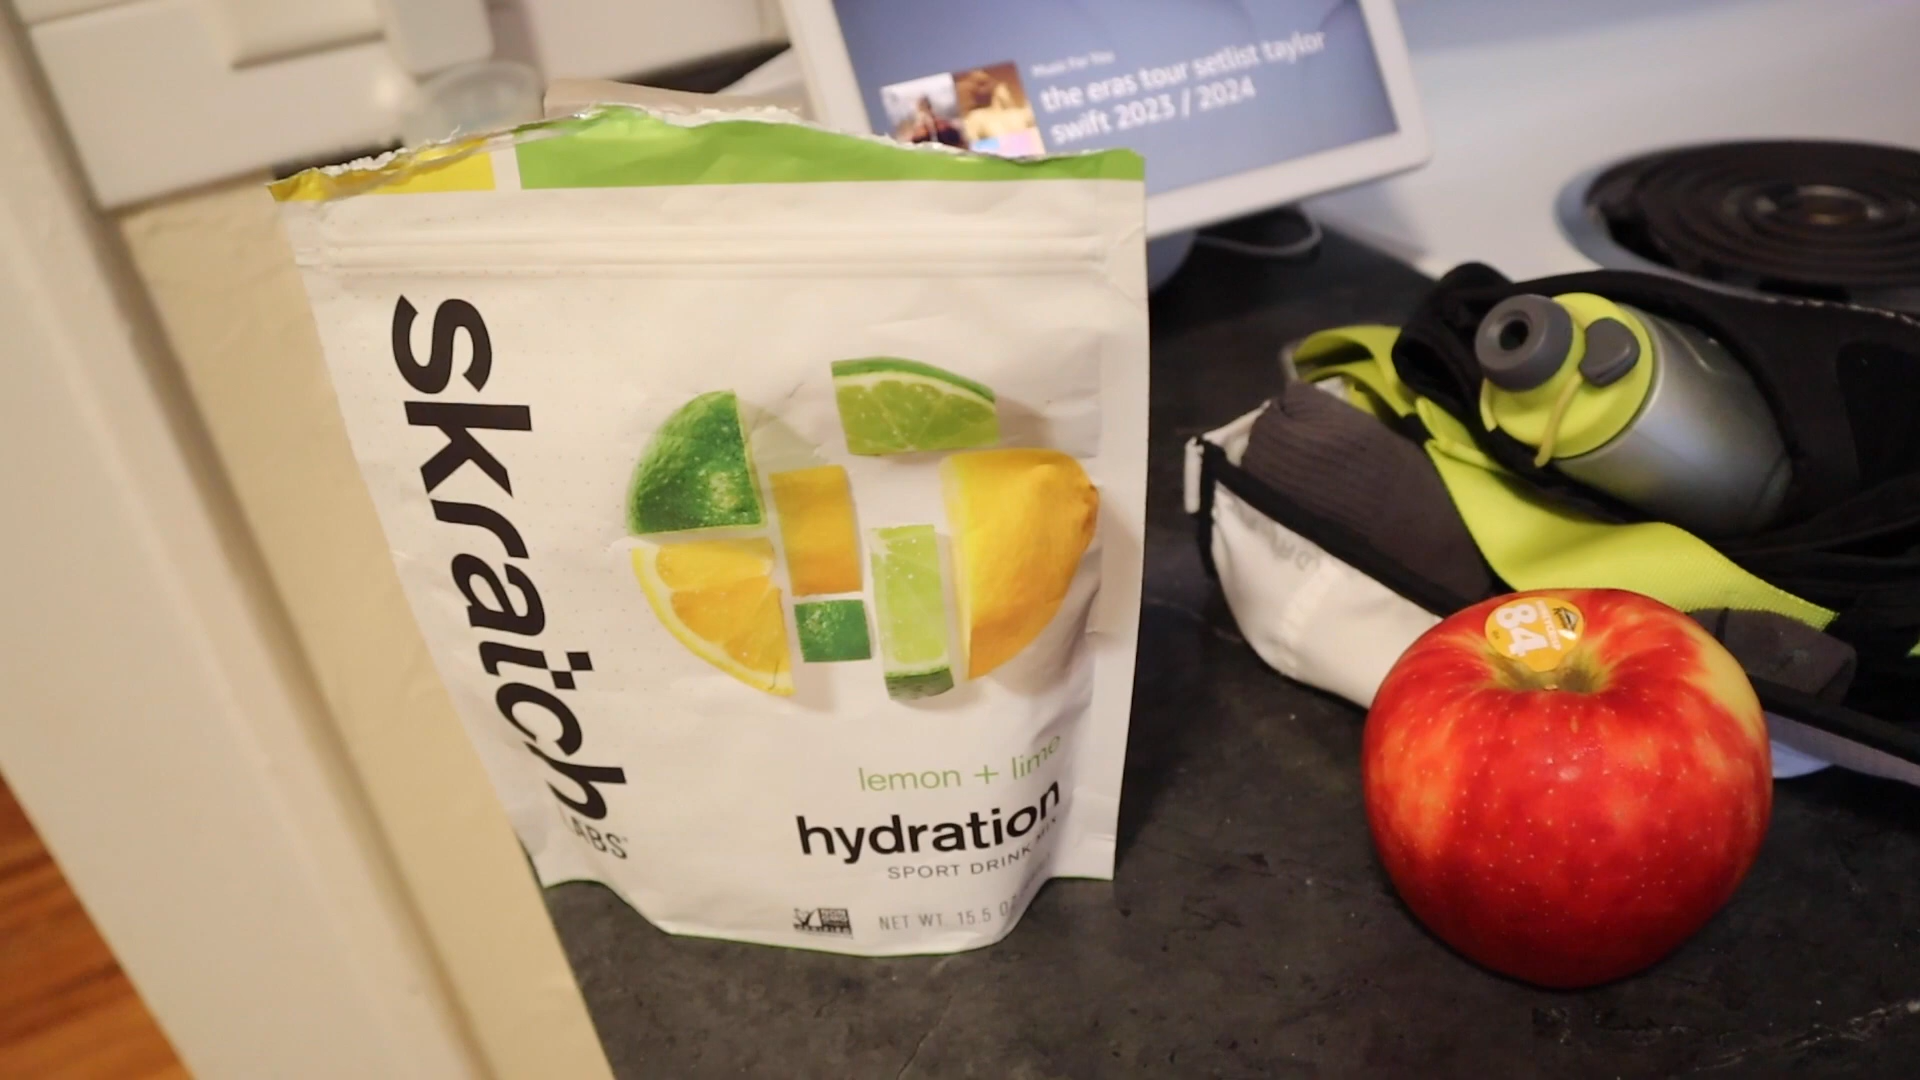 Music For You
the eras tour setlist taylor
swift 2023 / 2024
skratch
LABS
lemon + lime
hydration
SPORT DRINK MIX
NET WT. 15.5
84